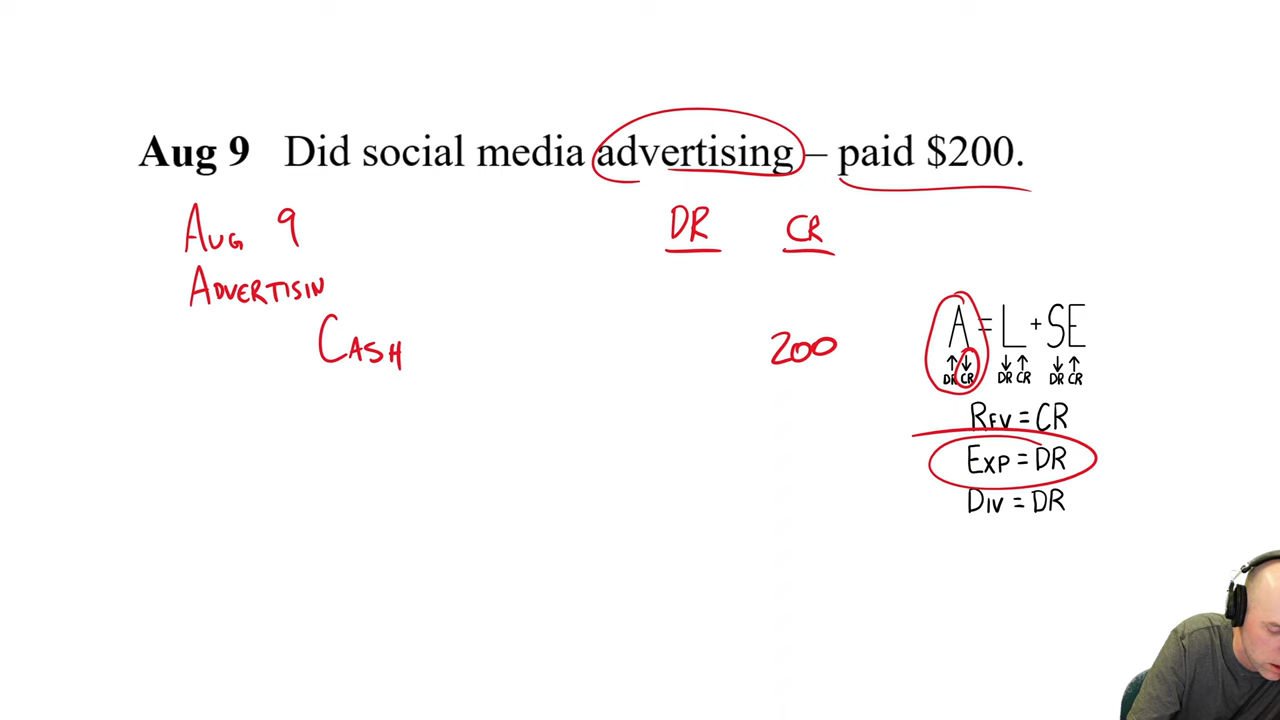 Aug 9 Did social media advertising – paid $200.
AUG 9 DR CR
ADVERTISIN
CASH 200
A = L + SE
↑ ↓ ↓ ↑ ↓ ↑
DR CR DR CR DR CR
REV = CR
EXP = DR
DIV = DR